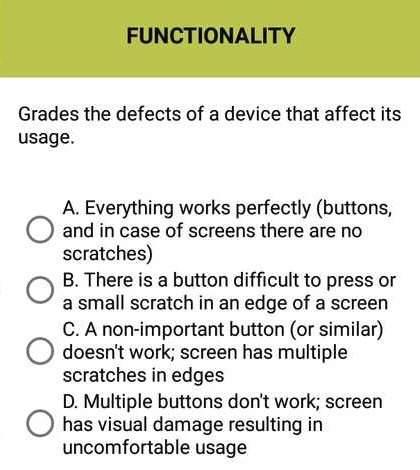 FUNCTIONALITY
Grades the defects of a device that affect its
usage.
A. Everything works perfectly (buttons,
and in case of screens there are no
scratches)
B. There is a button difficult to press or
a small scratch in an edge of a screen
C. A non-important button (or similar)
doesn't work; screen has multiple
scratches in edges
D. Multiple buttons don't work; screen
has visual damage resulting in
uncomfortable usage